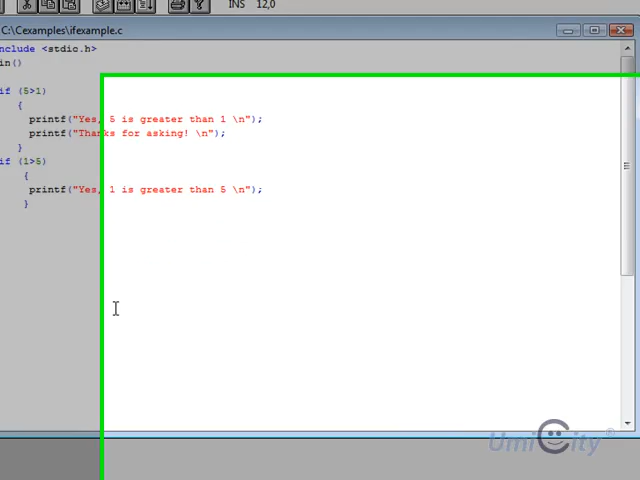 INS 12,0
C:\Cexamples\ifexample.c
nclude <stdio.h>
in()
if (5>1)
{
printf("Yes, 5 is greater than 1 \n");
printf("Thanks for asking! \n");
}
if (1>5)
{
printf("Yes, 1 is greater than 5 \n");
}
UmiCity®